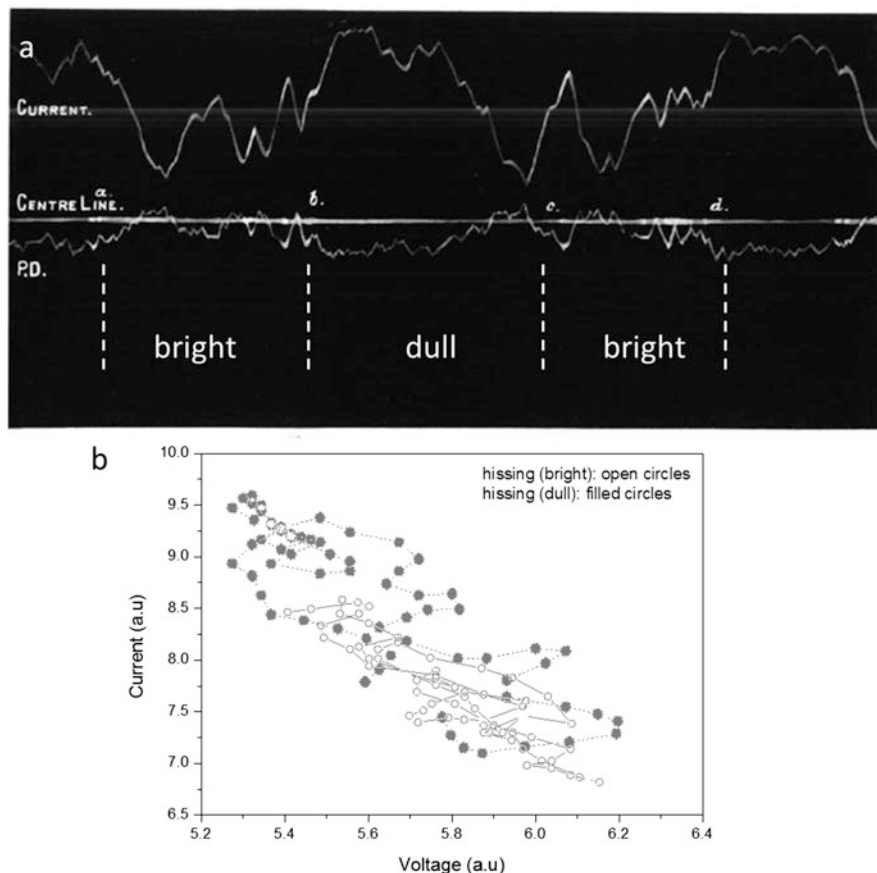 a
CURRENT.
CENTRE LINE.
a.
b.
c.
d.
P.D.
bright
dull
bright
b
10.0
9.5
9.0
8.5
8.0
7.5
7.0
6.5
Current (a.u)
hissing (bright): open circles
hissing (dull): filled circles
5.2 5.4 5.6 5.8 6.0 6.2 6.4
Voltage (a.u)